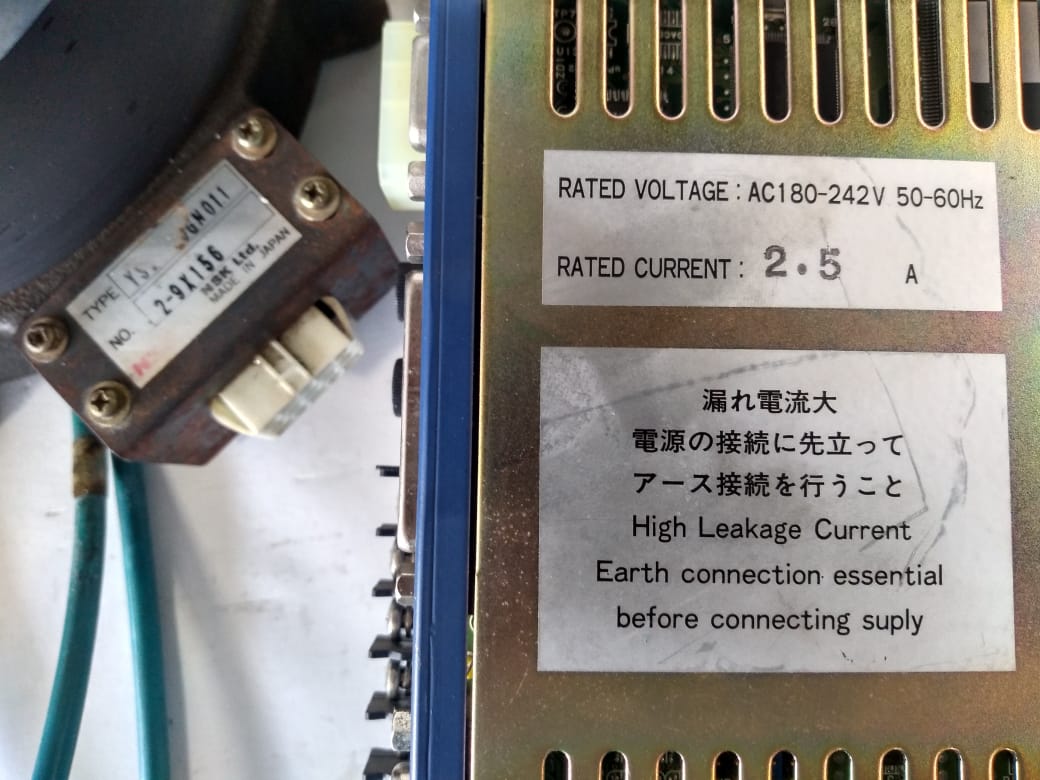 TYPE YS.
NO. 2-9X156
NSK Ltd.
MADE IN JAPAN
RATED VOLTAGE : AC180-242V 50-60Hz
RATED CURRENT : 2.5 A
漏れ電流大
電源の接続に先立って
アース接続を行うこと
High Leakage Current
Earth connection essential
before connecting suply